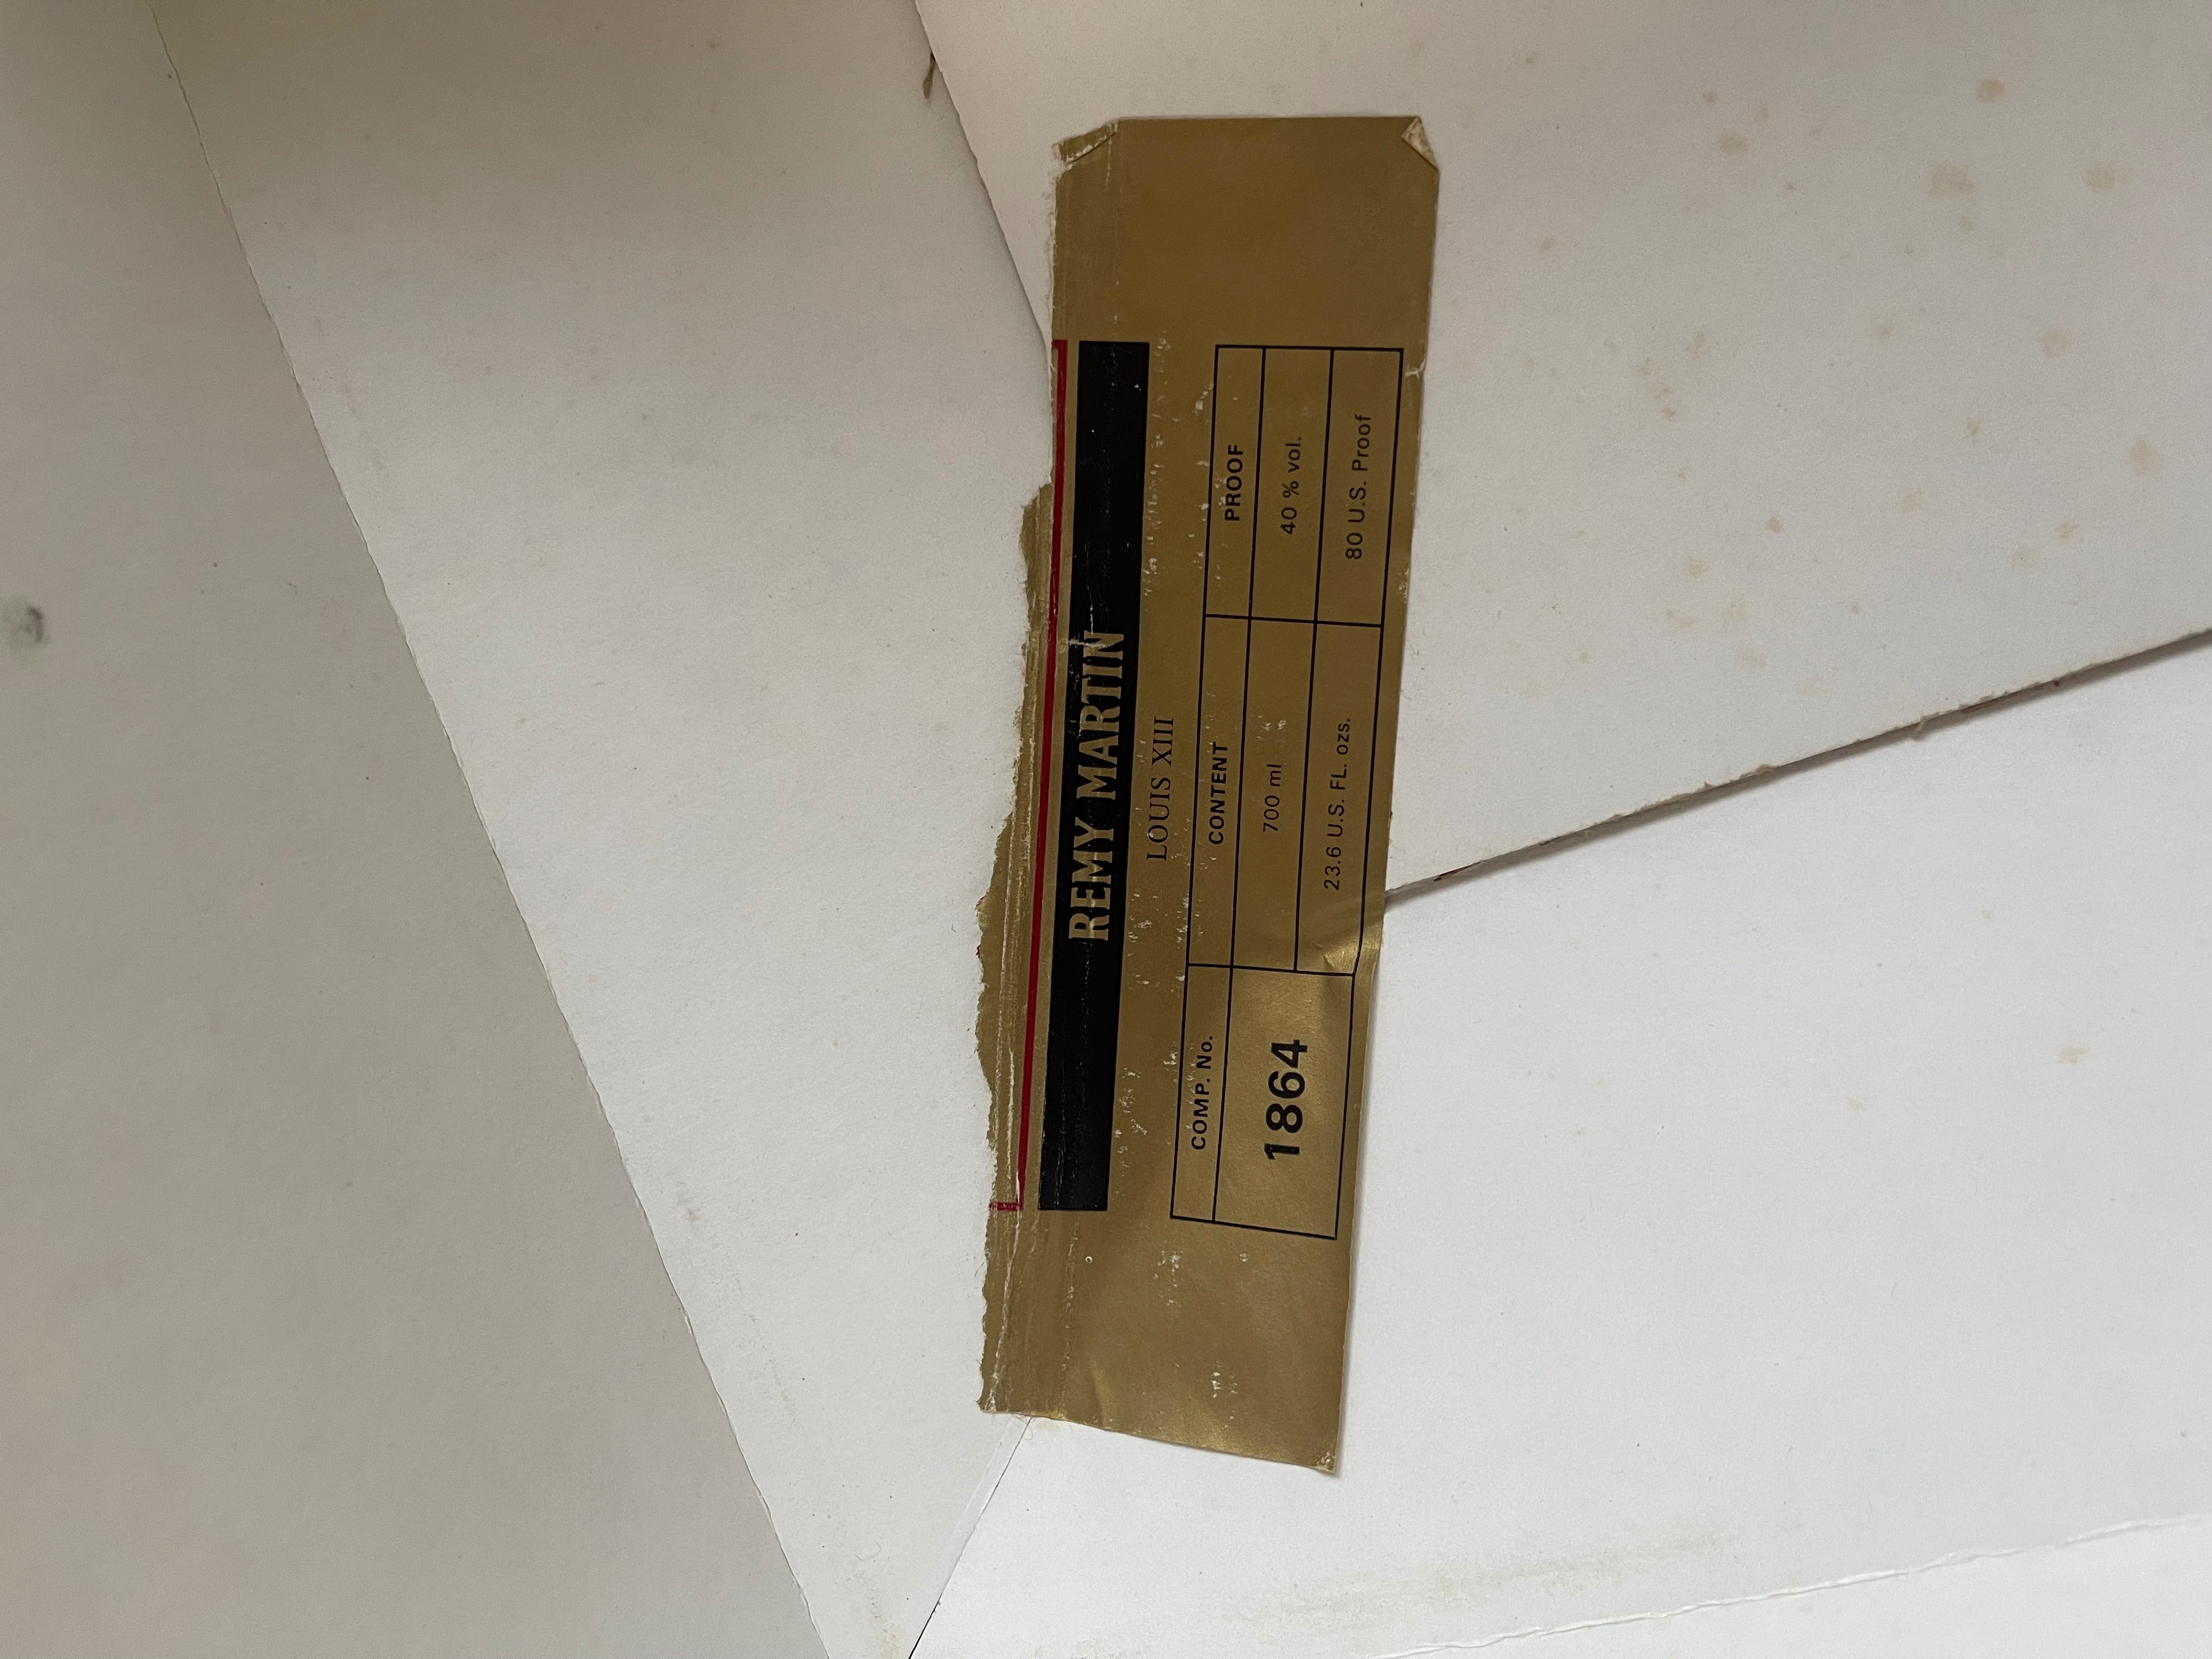 REMY MARTIN
LOUIS XIII
COMP. No. CONTENT PROOF
1864 700 ml 40 % vol.
23.6 U.S. FL. ozs. 80 U.S. Proof